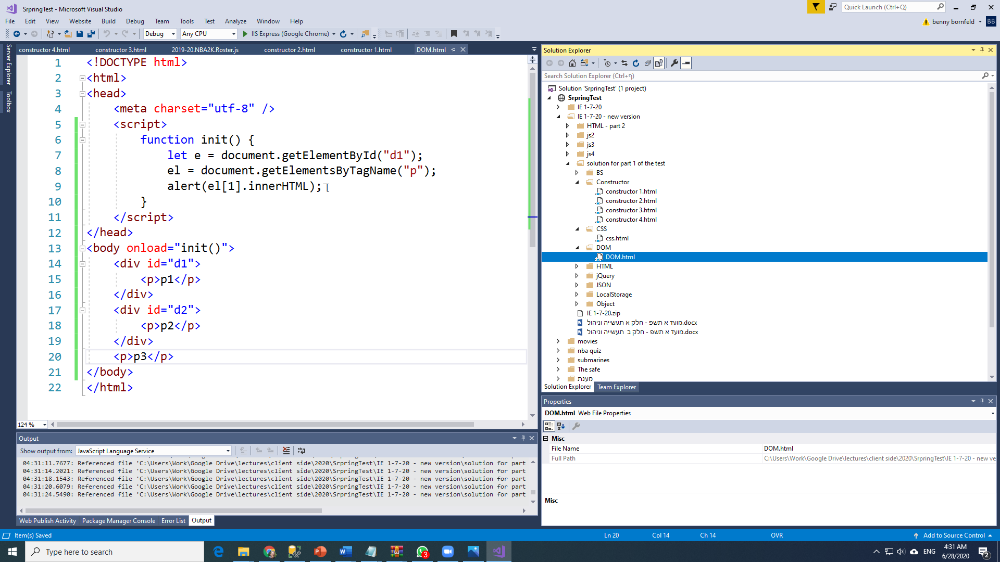 SrpringTest - Microsoft Visual Studio
Quick Launch (Ctrl+Q)
File Edit View Website Build Debug Team Tools Test Analyze Window Help
benny bornfeld BB
Debug Any CPU IIS Express (Google Chrome)
Server Explorer
Toolbox
constructor 4.html constructor 3.html 2019-20.NBA2K.Roster.js constructor 2.html constructor 1.html DOM.html
1 <!DOCTYPE html>
2 <html>
3 <head>
4 <meta charset="utf-8" />
5 <script>
6 function init() {
7 let e = document.getElementById("d1");
8 el = document.getElementsByTagName("p");
9 alert(el[1].innerHTML);
10 }
11 </script>
12 </head>
13 <body onload="init()">
14 <div id="d1">
15 <p>p1</p>
16 </div>
17 <div id="d2">
18 <p>p2</p>
19 </div>
20 <p>p3</p>
21 </body>
22 </html>
124 %
Output
Show output from: JavaScript Language Service
04:31:11.7677: Referenced file 'C:\Users\Work\Google Drive\lectures\client side\2020\SrpringTest\IE 1-7-20 - new version\solution for part
04:31:14.2021: Referenced file 'C:\Users\Work\Google Drive\lectures\client side\2020\SrpringTest\IE 1-7-20 - new version\solution for part
04:31:18.1543: Referenced file 'C:\Users\Work\Google Drive\lectures\client side\2020\SrpringTest\IE 1-7-20 - new version\solution for part
04:31:20.6079: Referenced file 'C:\Users\Work\Google Drive\lectures\client side\2020\SrpringTest\IE 1-7-20 - new version\solution for part
04:31:24.5490: Referenced file 'C:\Users\Work\Google Drive\lectures\client side\2020\SrpringTest\IE 1-7-20 - new version\solution for part
Web Publish Activity Package Manager Console Error List Output
Solution Explorer
Search Solution Explorer (Ctrl+ף)
Solution 'SrpringTest' (1 project)
SrpringTest
IE 1-7-20
IE 1-7-20 - new version
HTML - part 2
js2
js3
js4
solution for part 1 of the test
BS
Constructor
constructor 1.html
constructor 2.html
constructor 3.html
constructor 4.html
CSS
css.html
DOM
DOM.html
HTML
jQuery
JSON
LocalStorage
Object
IE 1-7-20.zip
מועד א תשפ - חלק א תעשייה וניהול.docx
מועד א תשפ - חלק ב תעשייה וניהול.docx
movies
nba quiz
submarines
The safe
מענת
Solution Explorer Team Explorer
Properties
DOM.html Web File Properties
Misc
File Name DOM.html
Full Path C:\Users\Work\Google Drive\lectures\client side\2020\SrpringTest\IE 1-7-20 - new ve
Misc
Item(s) Saved Ln 20 Col 14 Ch 14 OVR Add to Source Control
Type here to search
3
ENG
4:31 AM
6/28/2020
2